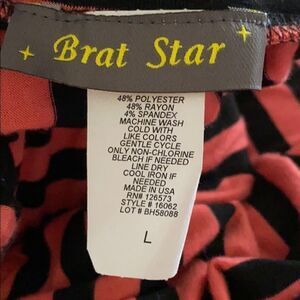 Brat Star
48% POLYESTER
48% RAYON
4% SPANDEX
MACHINE WASH
COLD WITH
LIKE COLORS
GENTLE CYCLE
ONLY NON-CHLORINE
BLEACH IF NEEDED
LINE DRY
COOL IRON IF
NEEDED
MADE IN USA
RN# 126573
STYLE # 16062
LOT # BH58088
L